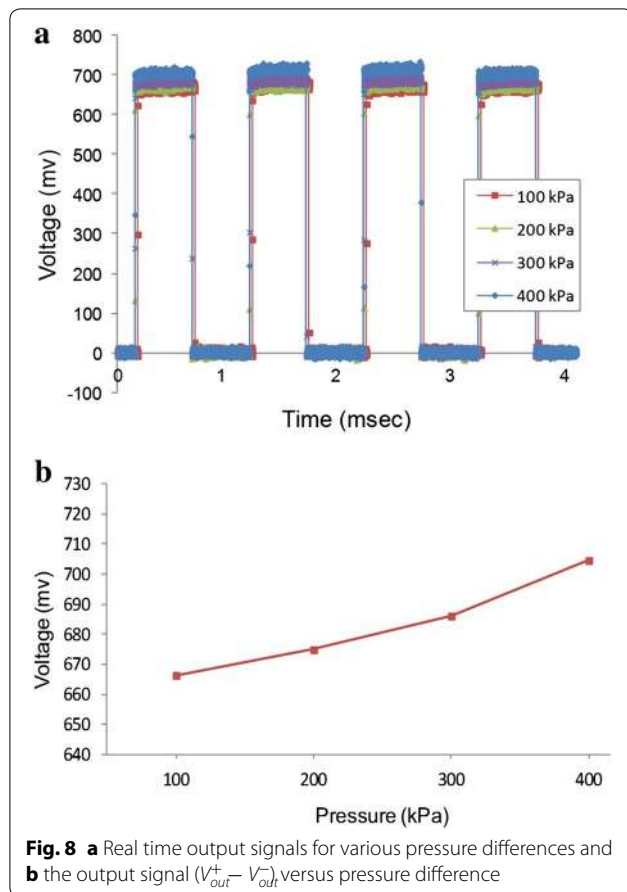 a
800
700
600
500
400
300
200
100
0
-100
Voltage (mv)
100 kPa
200 kPa
300 kPa
400 kPa
0 1 2 3 4
Time (msec)
b
730
720
710
700
690
680
670
660
650
640
Voltage (mv)
100 200 300 400
Pressure (kPa)
Fig. 8 a Real time output signals for various pressure differences and
b the output signal (V⁺out − V⁻out) versus pressure difference